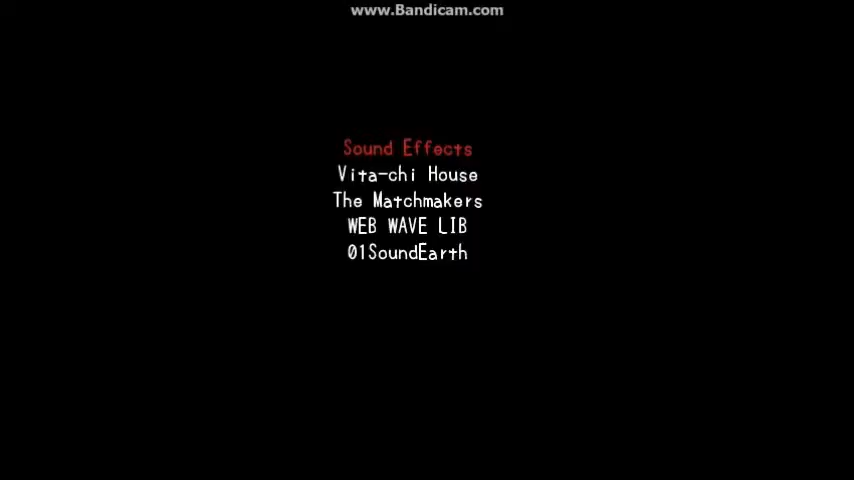 www.Bandicam.com
Sound Effects
Vita-chi House
The Matchmakers
WEB WAVE LIB
01SoundEarth